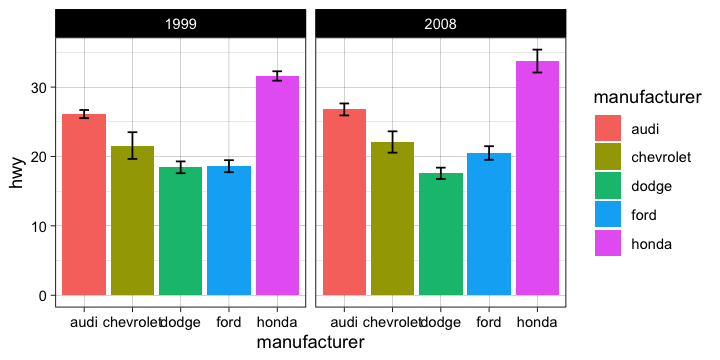 1999 2008
hwy
30
20
10
0
audi chevrolet dodge ford honda audi chevrolet dodge ford honda
manufacturer
manufacturer
audi
chevrolet
dodge
ford
honda